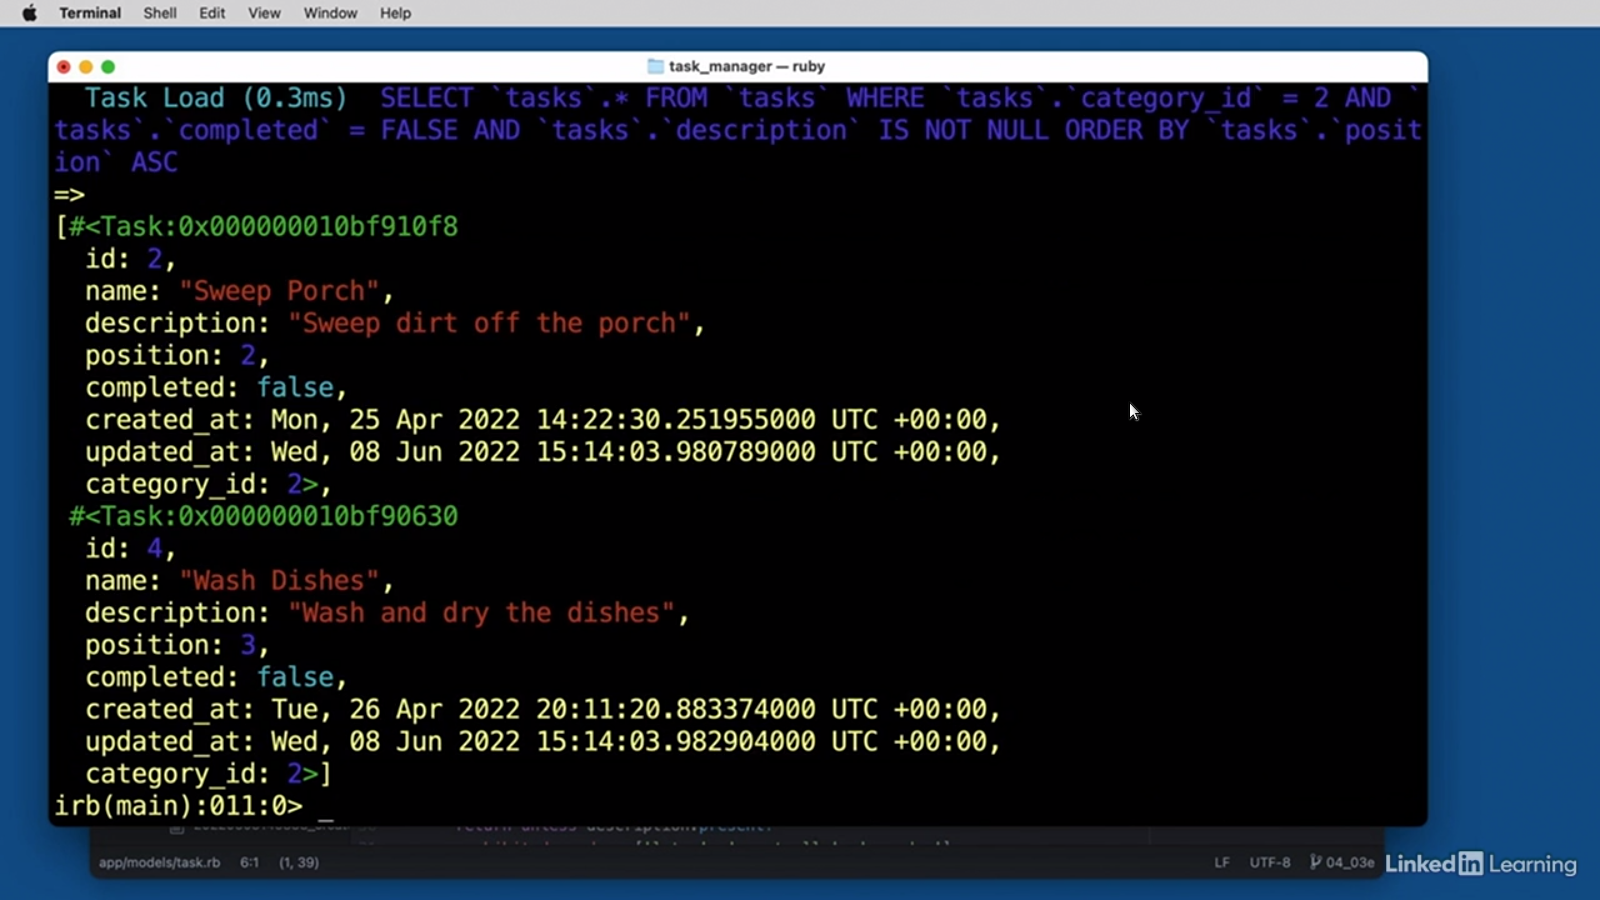 Terminal Shell Edit View Window Help
task_manager — ruby
Task Load (0.3ms)  SELECT `tasks`.* FROM `tasks` WHERE `tasks`.`category_id` = 2 AND `
tasks`.`completed` = FALSE AND `tasks`.`description` IS NOT NULL ORDER BY `tasks`.`posit
ion` ASC
=>
[#<Task:0x000000010bf910f8
  id: 2,
  name: "Sweep Porch",
  description: "Sweep dirt off the porch",
  position: 2,
  completed: false,
  created_at: Mon, 25 Apr 2022 14:22:30.251955000 UTC +00:00,
  updated_at: Wed, 08 Jun 2022 15:14:03.980789000 UTC +00:00,
  category_id: 2>,
 #<Task:0x000000010bf90630
  id: 4,
  name: "Wash Dishes",
  description: "Wash and dry the dishes",
  position: 3,
  completed: false,
  created_at: Tue, 26 Apr 2022 20:11:20.883374000 UTC +00:00,
  updated_at: Wed, 08 Jun 2022 15:14:03.982904000 UTC +00:00,
  category_id: 2>]
irb(main):011:0> _
return unless description.present?
app/models/task.rb 6:1 (1, 39) LF UTF-8 04_03e
LinkedIn Learning